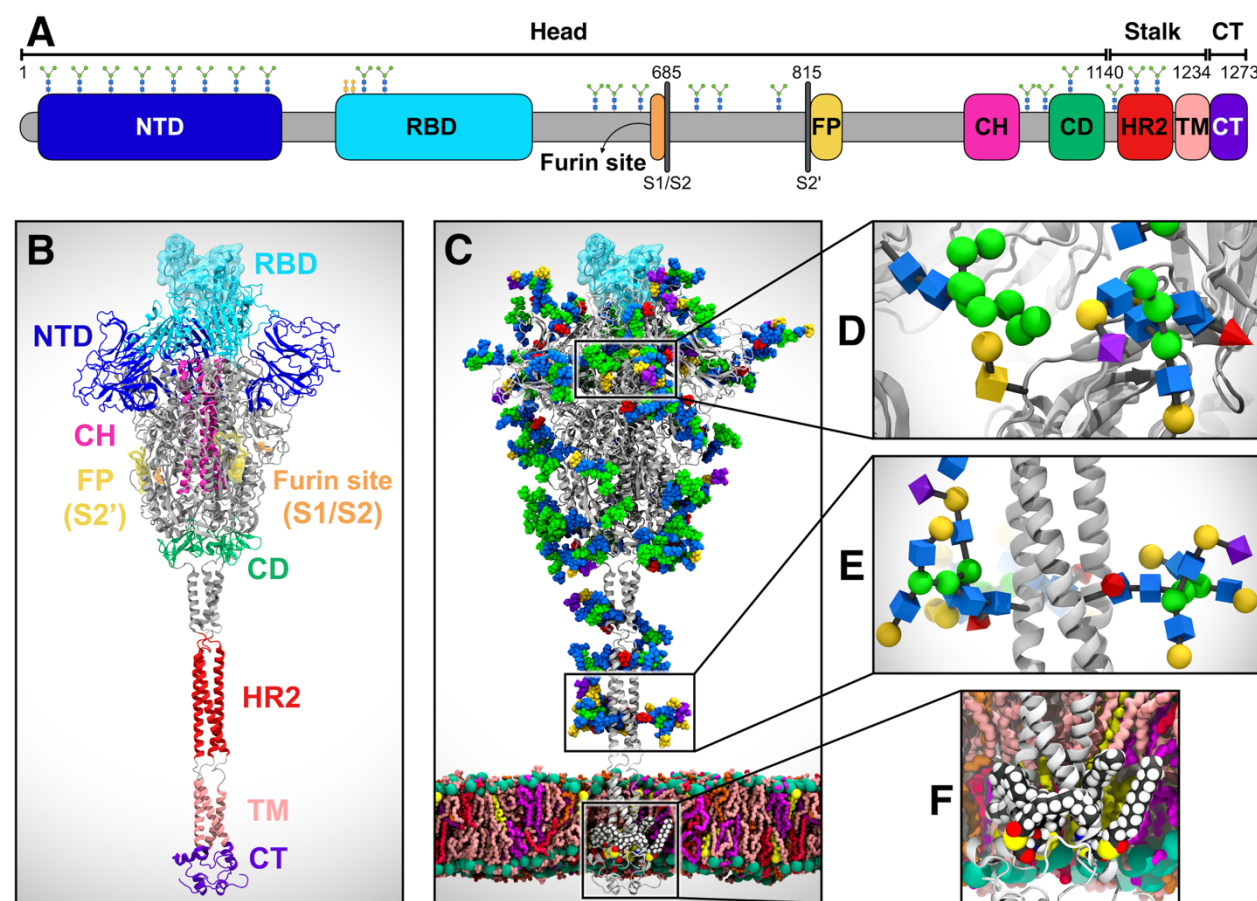 A
Head
Stalk
CT
1
685
815
1140
1234
1273
NTD
RBD
FP
CH
CD
HR2
TM
CT
Furin site
S1/S2
S2'
B
RBD
NTD
CH
FP
(S2’)
Furin site
(S1/S2)
CD
HR2
TM
CT
C
D
E
F